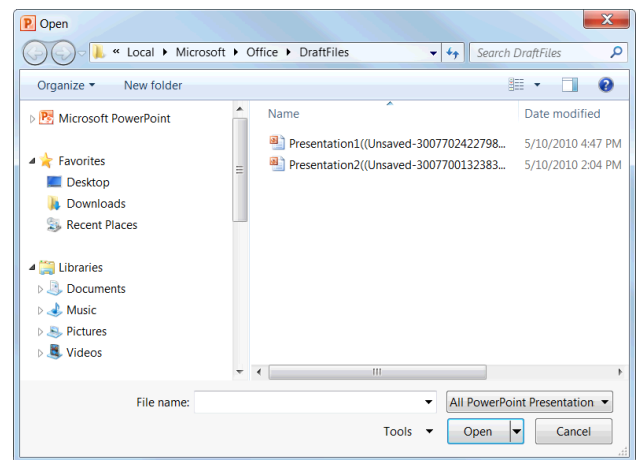 Open
« Local Microsoft Office DraftFiles Search DraftFiles
Organize New folder
Microsoft PowerPoint
Favorites
Desktop
Downloads
Recent Places
Libraries
Documents
Music
Pictures
Videos
Name Date modified
Presentation1((Unsaved-3007702422798... 5/10/2010 4:47 PM
Presentation2((Unsaved-3007700132383... 5/10/2010 2:04 PM
File name: All PowerPoint Presentation
Tools Open Cancel